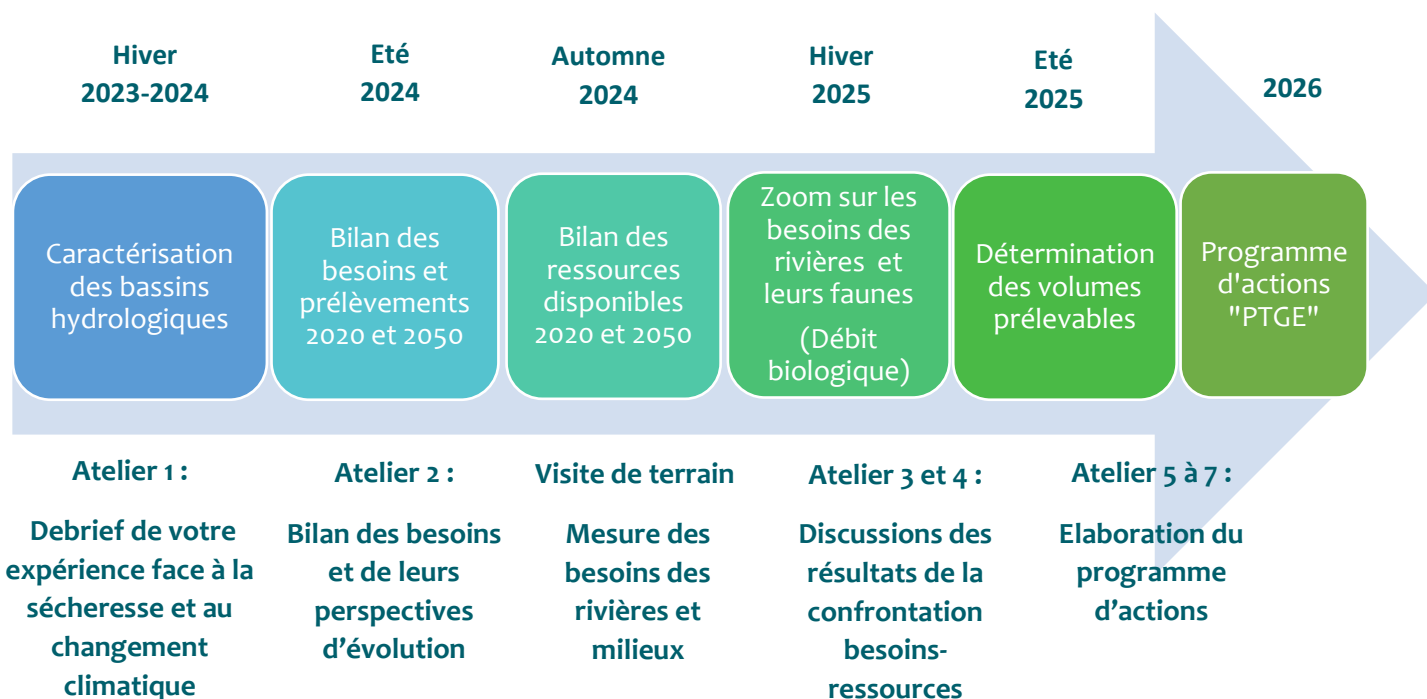 Hiver
2023-2024
Eté
2024
Automne
2024
Hiver
2025
Eté
2025
2026
Caractérisation
des bassins
hydrologiques
Bilan des
besoins et
prélèvements
2020 et 2050
Bilan des
ressources
disponibles
2020 et 2050
Zoom sur les
besoins des
rivières et
leurs faunes
(Débit
biologique)
Détermination
des volumes
prélevables
Programme
d'actions
"PTGE"
Atelier 1 :
Debrief de votre
expérience face à la
sécheresse et au
changement
climatique
Atelier 2 :
Bilan des besoins
et de leurs
perspectives
d’évolution
Visite de terrain
Mesure des
besoins des
rivières et
milieux
Atelier 3 et 4 :
Discussions des
résultats de la
confrontation
besoins-
ressources
Atelier 5 à 7 :
Elaboration du
programme
d’actions